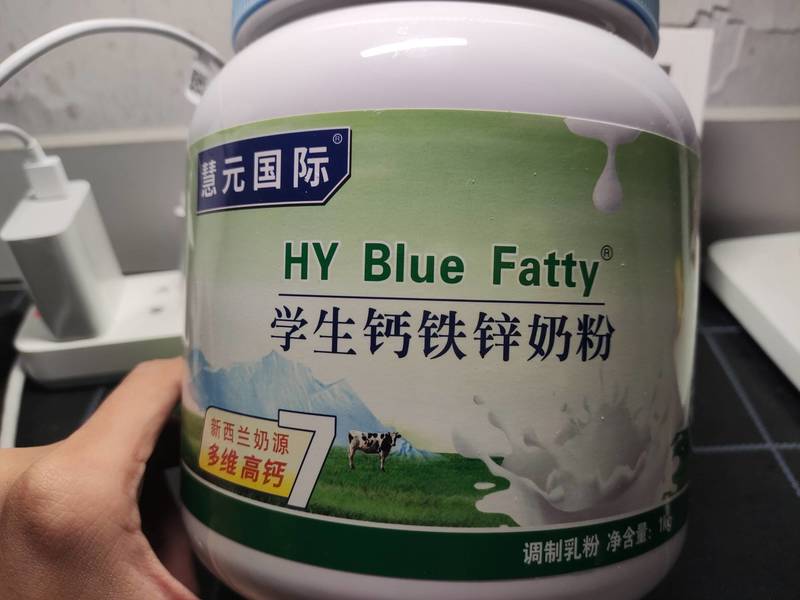 慧元国际®
HY Blue Fatty®
学生钙铁锌奶粉
新西兰奶源
多维高钙
7
调制乳粉 净含量: 1kg